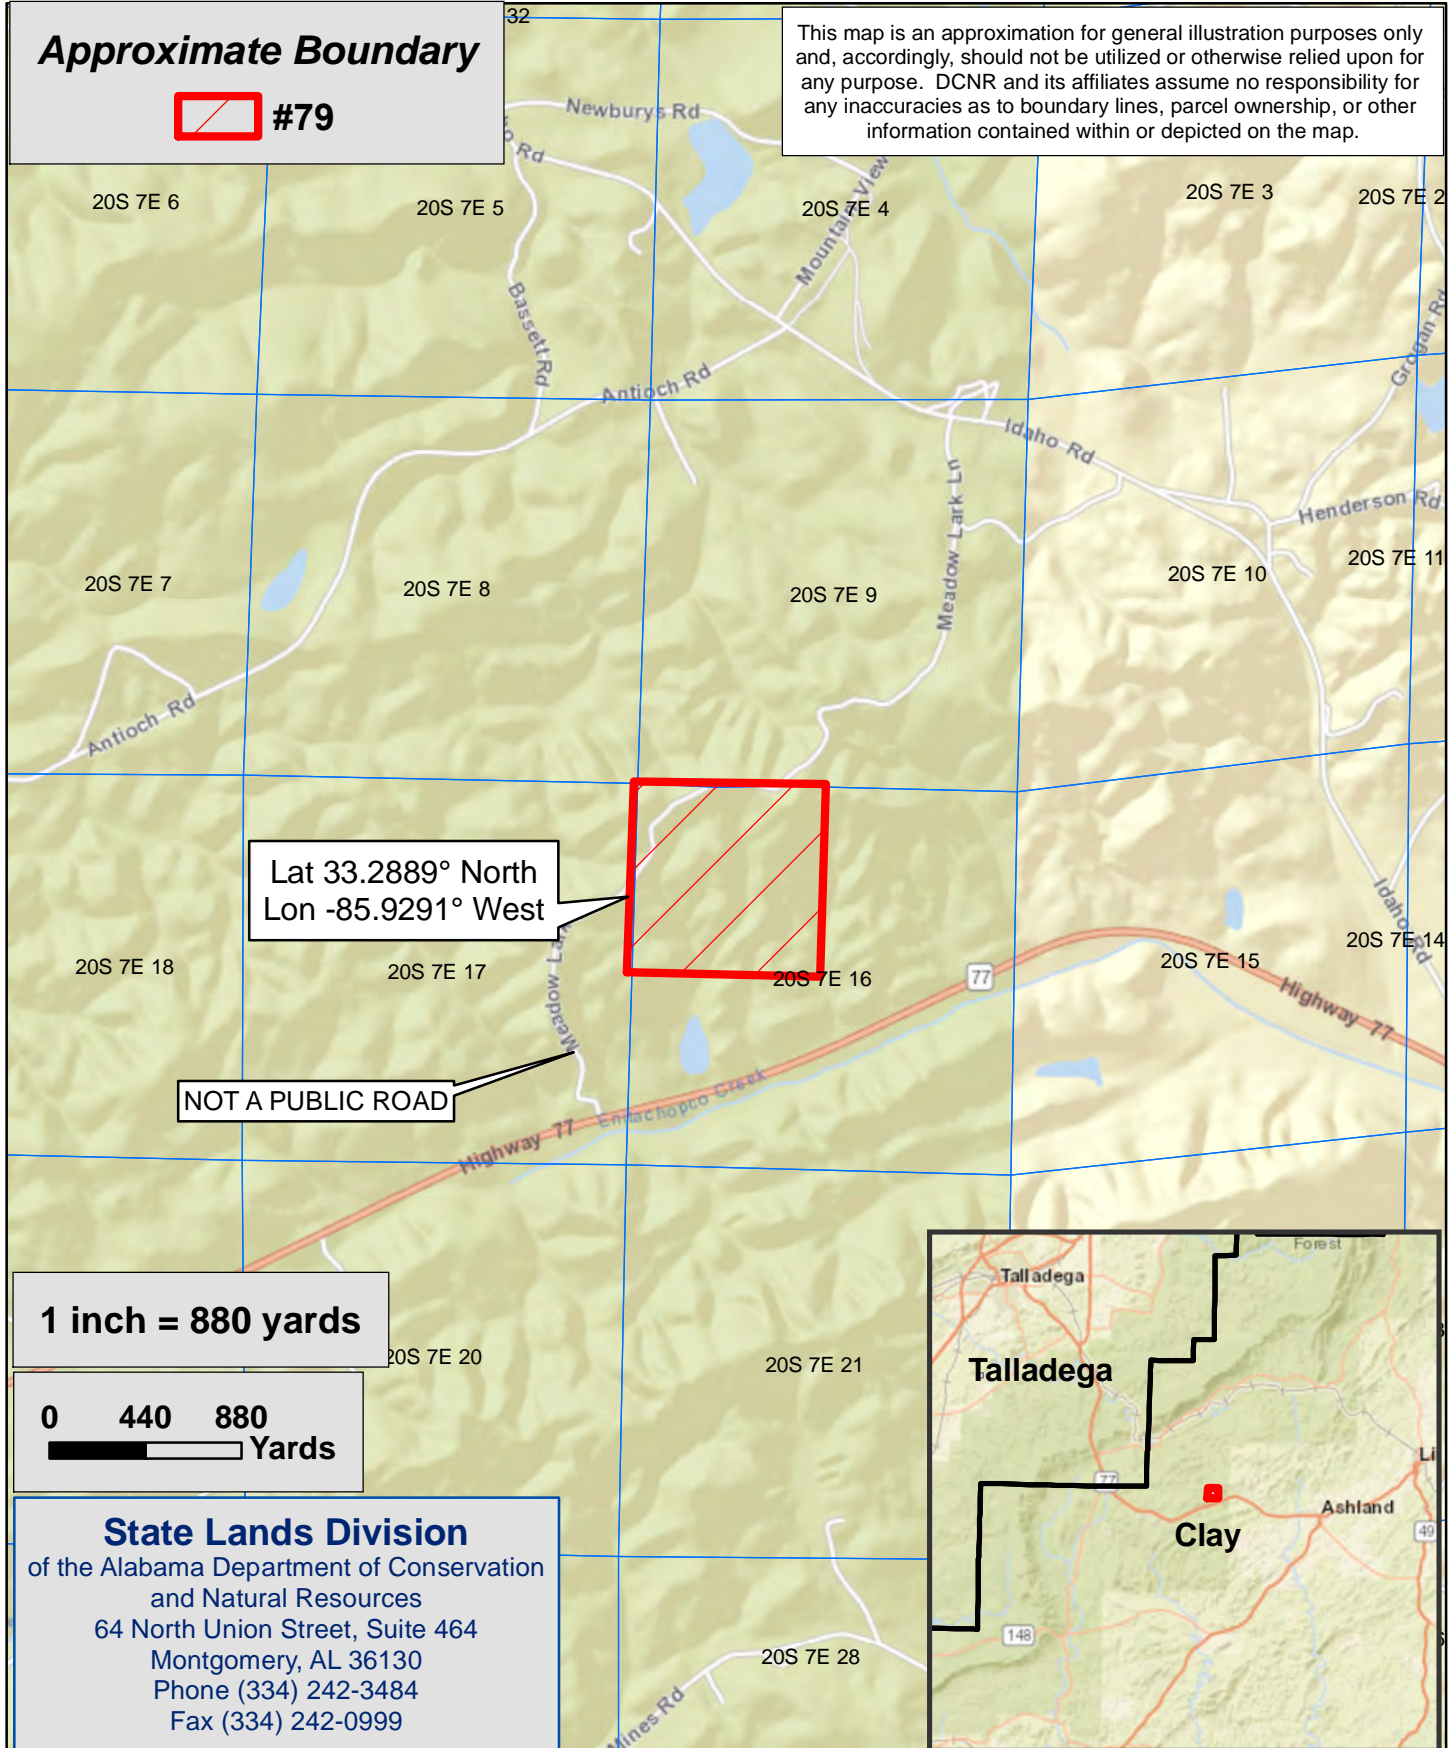 Approximate Boundary
#79
This map is an approximation for general illustration purposes only
and, accordingly, should not be utilized or otherwise relied upon for
any purpose.  DCNR and its affiliates assume no responsibility for
any inaccuracies as to boundary lines, parcel ownership, or other
information contained within or depicted on the map.
32
Newburys Rd
Rd
20S 7E 6
20S 7E 5
20S 7E 4
20S 7E 3
20S 7E 2
Mountain View
Bassett Rd
Antioch Rd
Grogan Rd
Idaho Rd
Henderson Rd
Meadow Lark Ln
20S 7E 7
20S 7E 8
20S 7E 9
20S 7E 10
20S 7E 11
Antioch Rd
Lat 33.2889° North
Lon -85.9291° West
Idaho Rd
20S 7E 18
20S 7E 17
20S 7E 16
20S 7E 15
20S 7E 14
77
Highway 77
Meadow Lark
NOT A PUBLIC ROAD
Enitachopco Creek
Highway 77
1 inch = 880 yards
20S 7E 20
20S 7E 21
0 440 880
Yards
State Lands Division
of the Alabama Department of Conservation
and Natural Resources
64 North Union Street, Suite 464
Montgomery, AL 36130
Phone (334) 242-3484
Fax (334) 242-0999
20S 7E 28
Mines Rd
Forest
Talladega
Talladega
77
Ashland
Li
Clay
49
148